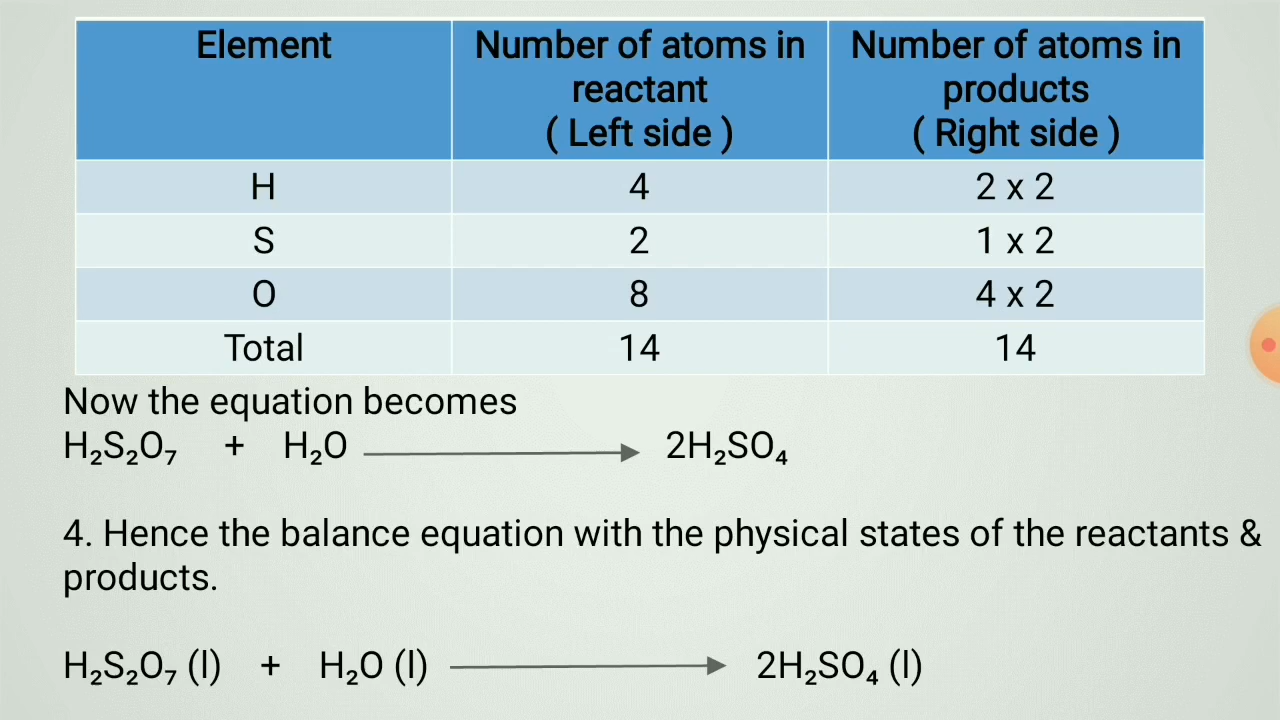 Element Number of atoms in reactant ( Left side ) Number of atoms in products ( Right side )
H 4 2 x 2
S 2 1 x 2
O 8 4 x 2
Total 14 14
Now the equation becomes
H₂S₂O₇ + H₂O ⟶ 2H₂SO₄
4. Hence the balance equation with the physical states of the reactants &
products.
H₂S₂O₇ (l) + H₂O (l) ⟶ 2H₂SO₄ (l)